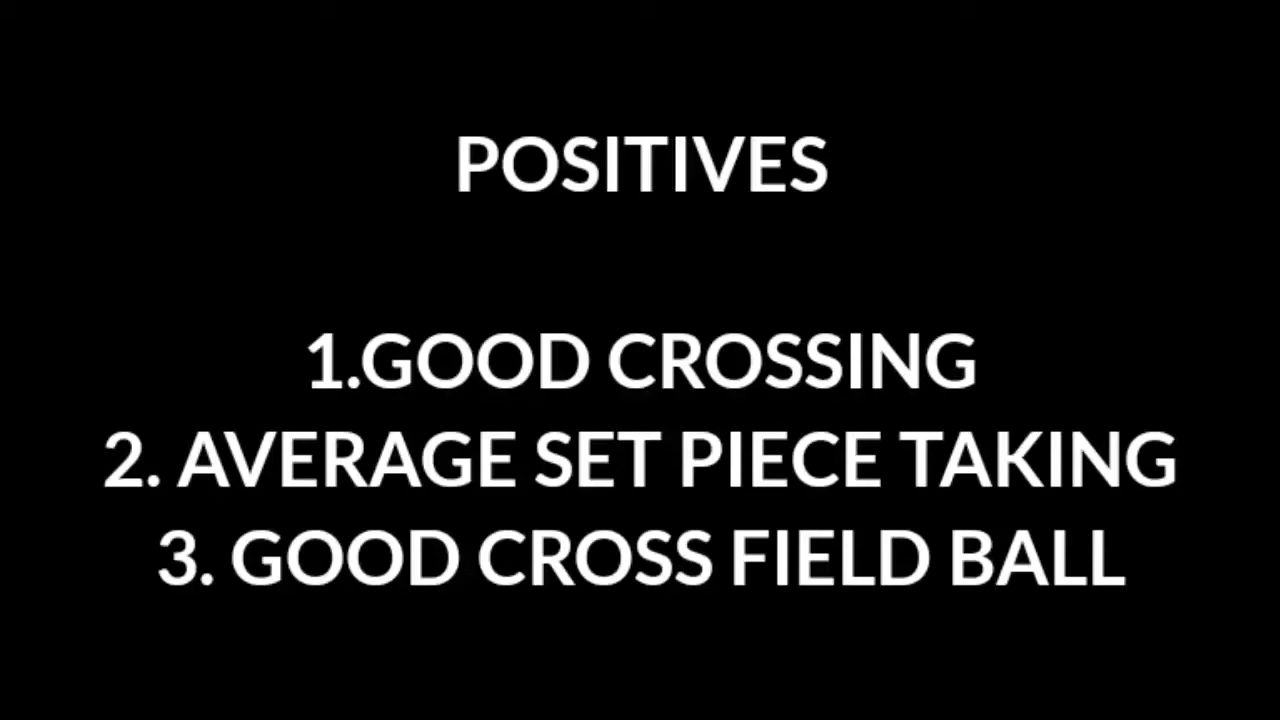 POSITIVES
1.GOOD CROSSING
2. AVERAGE SET PIECE TAKING
3. GOOD CROSS FIELD BALL